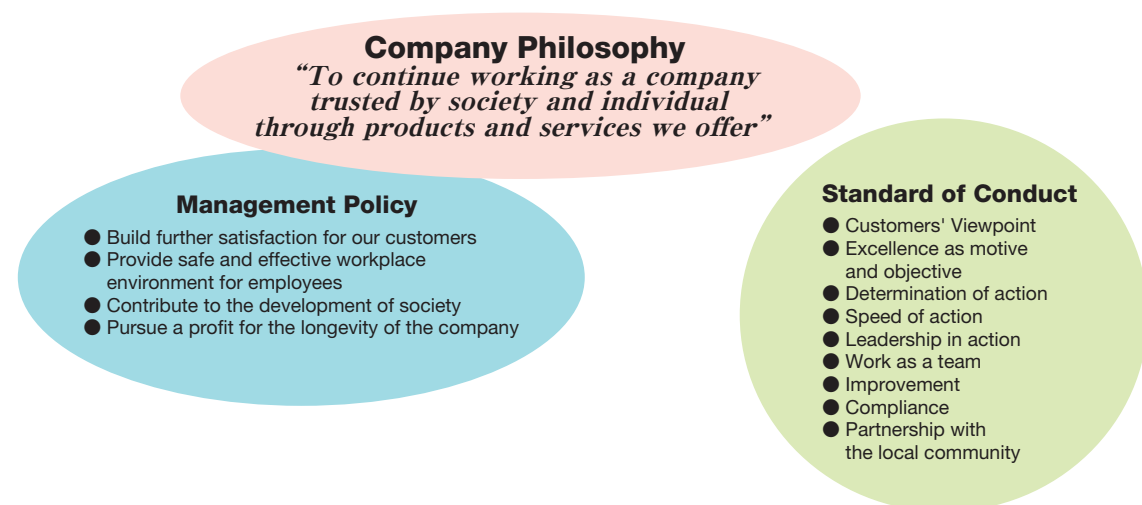 Company Philosophy
“To continue working as a company
trusted by society and individual
through products and services we offer”
Management Policy
● Build further satisfaction for our customers
● Provide safe and effective workplace
environment for employees
● Contribute to the development of society
● Pursue a profit for the longevity of the company
Standard of Conduct
● Customers' Viewpoint
● Excellence as motive
and objective
● Determination of action
● Speed of action
● Leadership in action
● Work as a team
● Improvement
● Compliance
● Partnership with
the local community